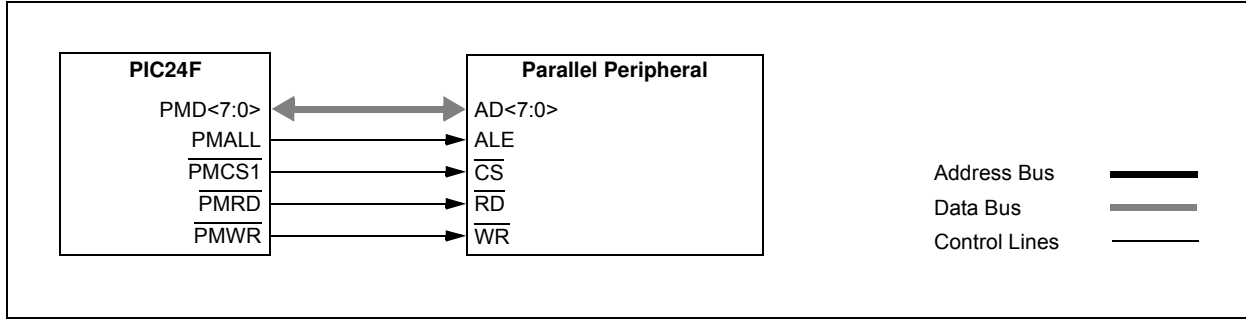 PIC24F
Parallel Peripheral
PMD<7:0>
AD<7:0>
PMALL
ALE
PMCS1
CS
PMRD
RD
PMWR
WR
Address Bus
Data Bus
Control Lines